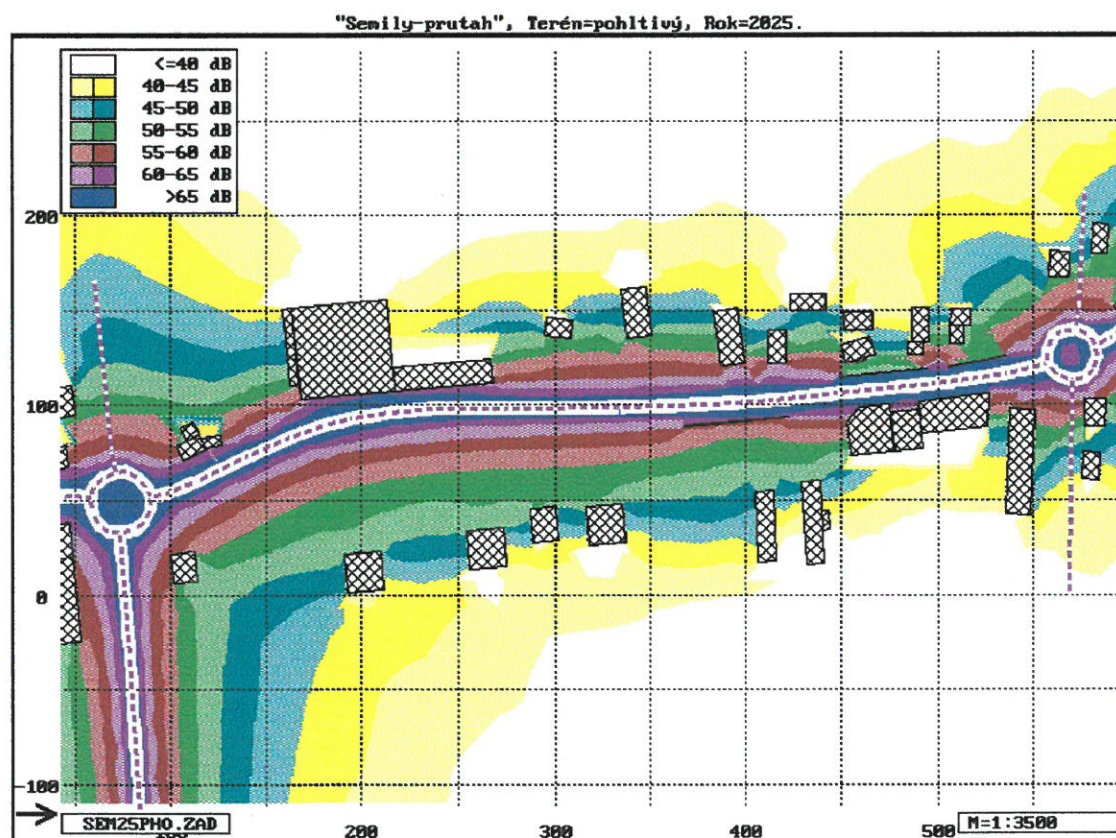 "Semily-prutah", Terén=pohltivý, Rok=2025.
<=40 dB
40-45 dB
45-50 dB
50-55 dB
55-60 dB
60-65 dB
>65 dB
200
100
0
-100
SEM25PHO.ZAD
200
300
400
500
M=1:3500